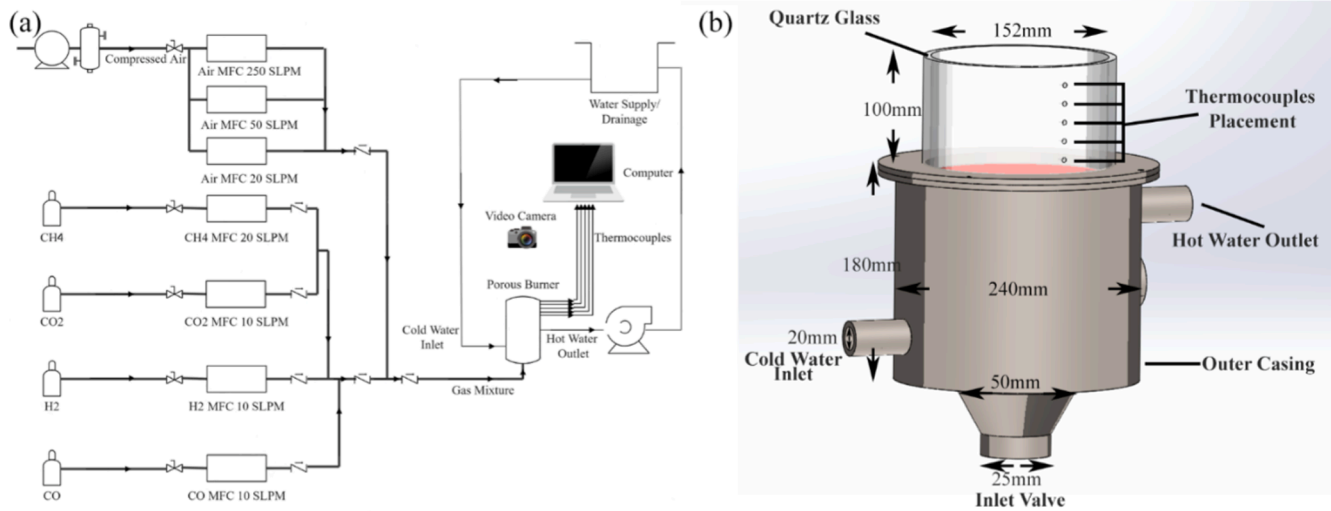 (a)
Compressed Air
Air MFC 250 SLPM
Air MFC 50 SLPM
Air MFC 20 SLPM
CH4
CH4 MFC 20 SLPM
CO2
CO2 MFC 10 SLPM
H2
H2 MFC 10 SLPM
CO
CO MFC 10 SLPM
Water Supply/
Drainage
Computer
Video Camera
Thermocouples
Porous Burner
Cold Water
Inlet
Hot Water
Outlet
Gas Mixture
(b)
Quartz Glass
152mm
100mm
Thermocouples
Placement
Hot Water Outlet
180mm
240mm
20mm
Cold Water
Inlet
Outer Casing
50mm
25mm
Inlet Valve